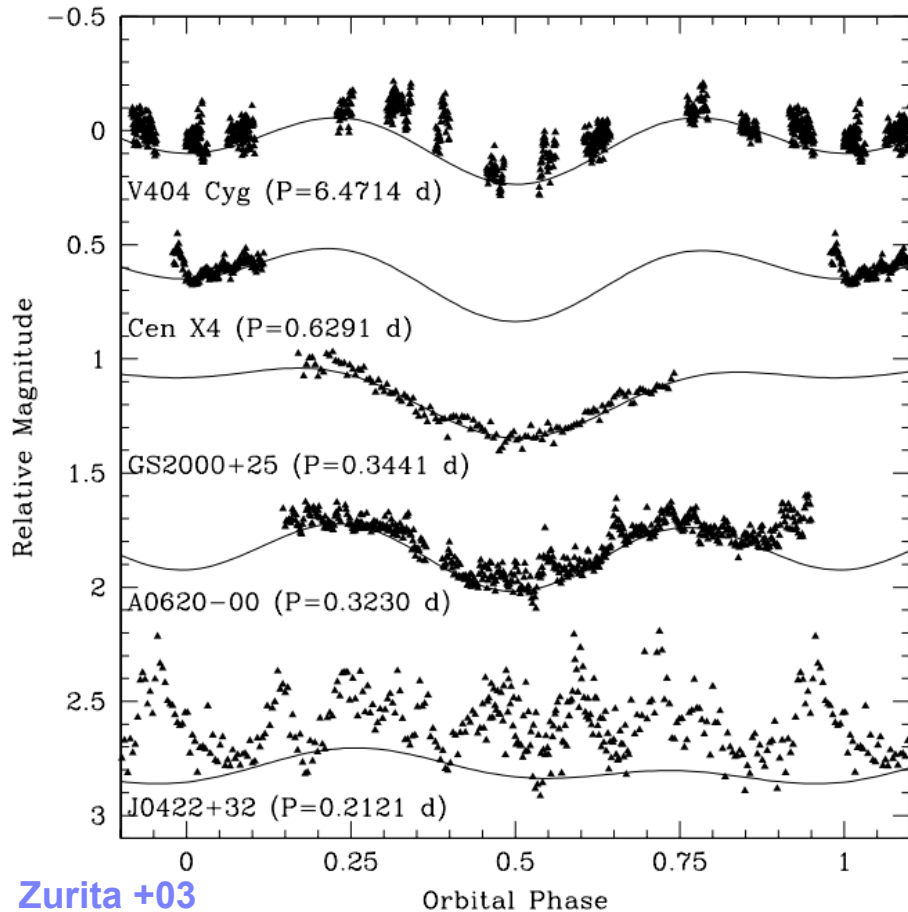 -0.5
0
V404 Cyg (P=6.4714 d)
0.5
Cen X4 (P=0.6291 d)
1
GS2000+25 (P=0.3441 d)
1.5
A0620-00 (P=0.3230 d)
2
2.5
J0422+32 (P=0.2121 d)
3
0 0.25 0.5 0.75 1
Relative Magnitude
Orbital Phase
Zurita +03